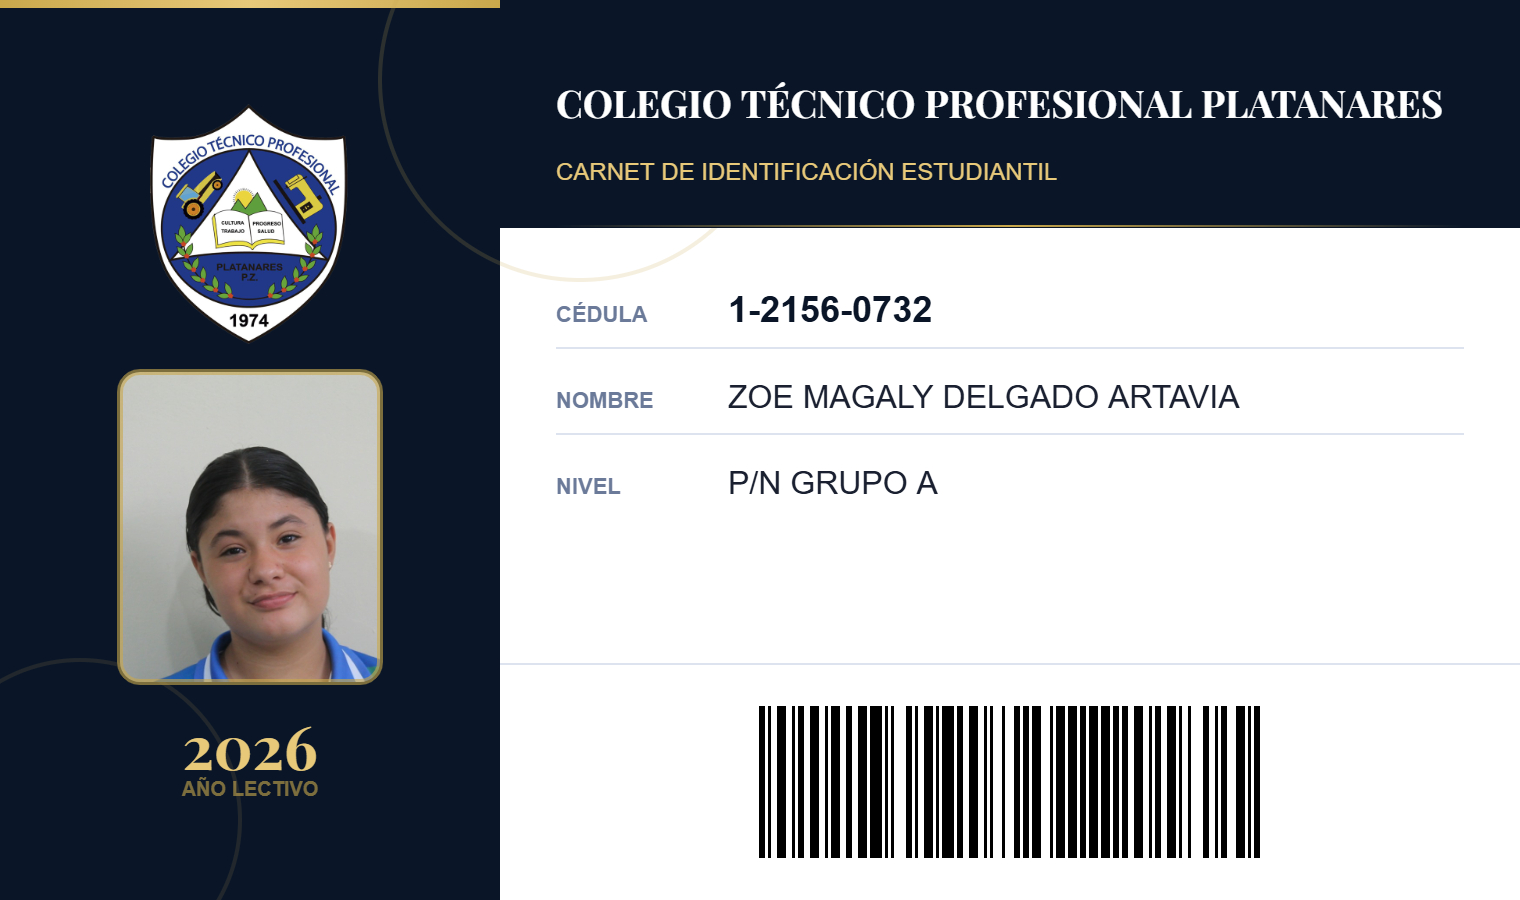 COLEGIO TÉCNICO PROFESIONAL
CULTURA PROGRESO
TRABAJO SALUD
PLATANARES
P.Z.
1974
2026
AÑO LECTIVO
COLEGIO TÉCNICO PROFESIONAL PLATANARES
CARNET DE IDENTIFICACIÓN ESTUDIANTIL
CÉDULA 1-2156-0732
NOMBRE ZOE MAGALY DELGADO ARTAVIA
NIVEL P/N GRUPO A